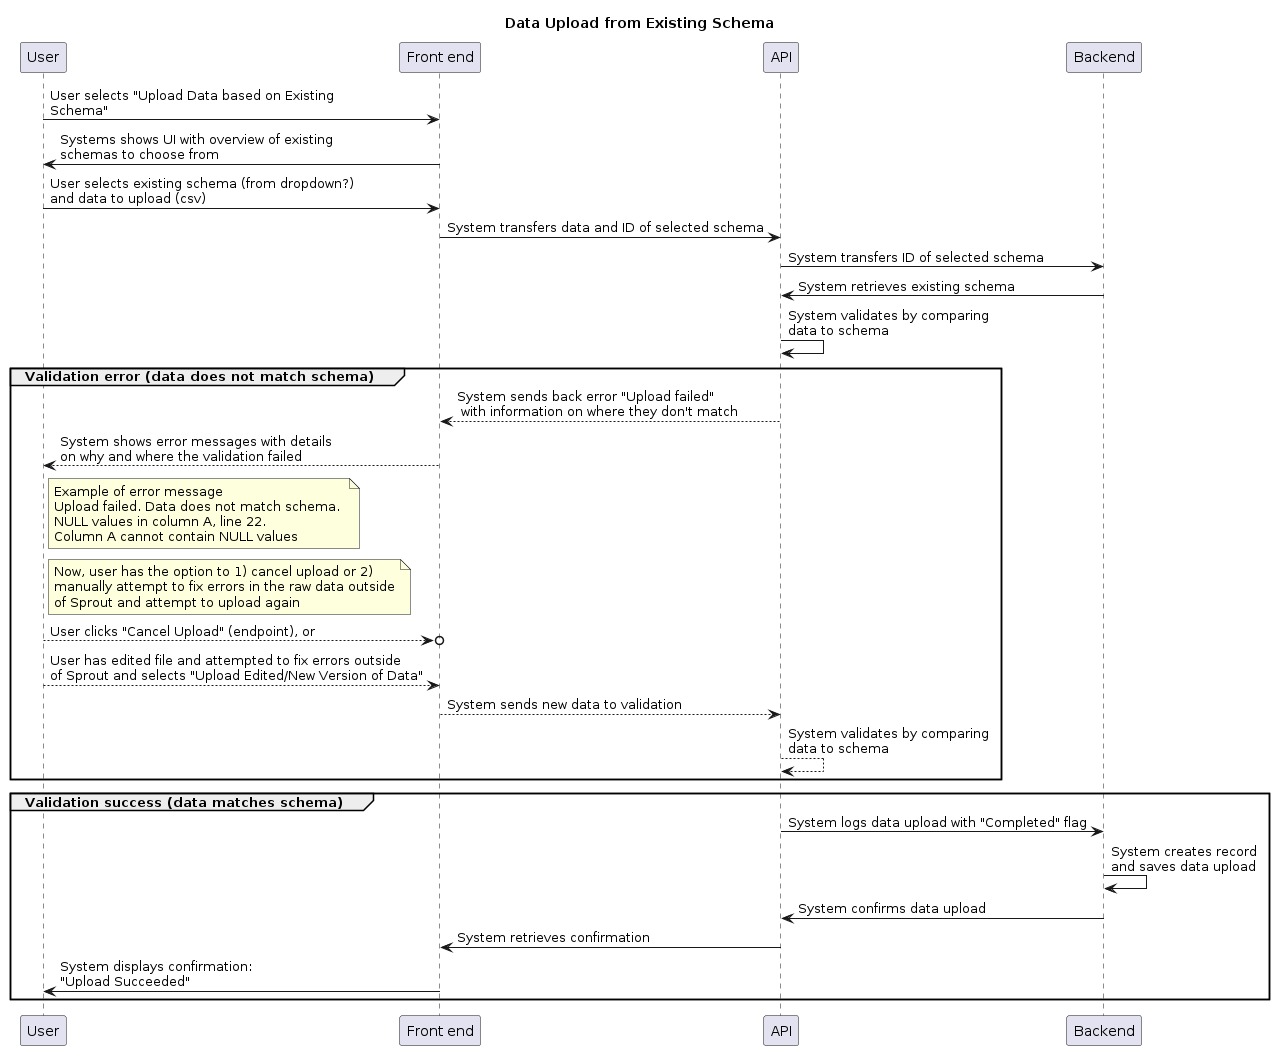 Data Upload from Existing Schema
User
Front end
API
Backend
User selects "Upload Data based on Existing
Schema"
Systems shows UI with overview of existing
schemas to choose from
User selects existing schema (from dropdown?)
and data to upload (csv)
System transfers data and ID of selected schema
System transfers ID of selected schema
System retrieves existing schema
System validates by comparing
data to schema
Validation error (data does not match schema)
System sends back error "Upload failed"
with information on where they don't match
System shows error messages with details
on why and where the validation failed
Example of error message
Upload failed. Data does not match schema.
NULL values in column A, line 22.
Column A cannot contain NULL values
Now, user has the option to 1) cancel upload or 2)
manually attempt to fix errors in the raw data outside
of Sprout and attempt to upload again
User clicks "Cancel Upload" (endpoint), or
User has edited file and attempted to fix errors outside
of Sprout and selects "Upload Edited/New Version of Data"
System sends new data to validation
System validates by comparing
data to schema
Validation success (data matches schema)
System logs data upload with "Completed" flag
System creates record
and saves data upload
System confirms data upload
System retrieves confirmation
System displays confirmation:
"Upload Succeeded"
User
Front end
API
Backend